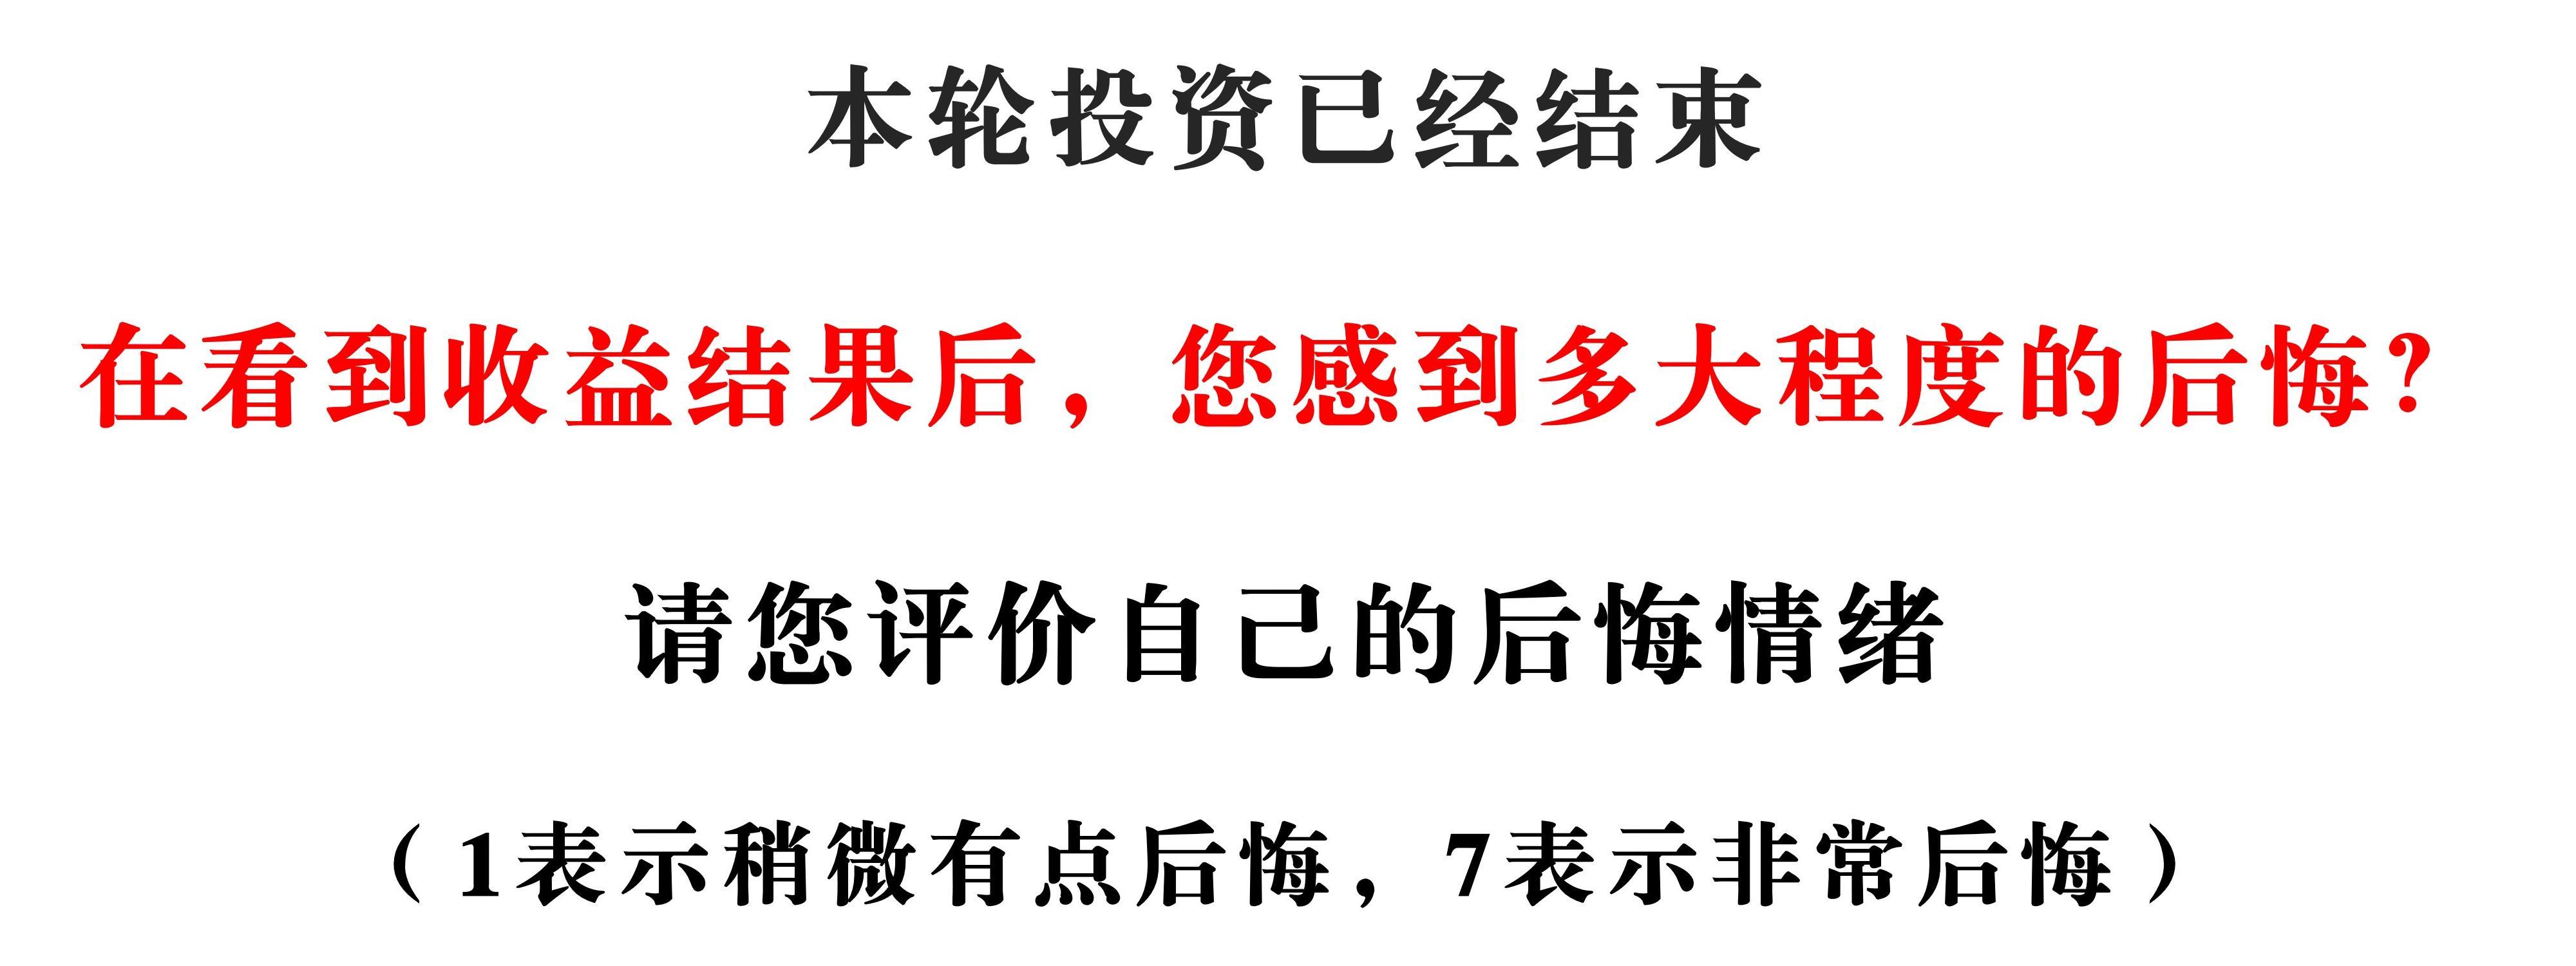 本轮投资已经结束
在看到收益结果后，您感到多大程度的后悔？
请您评价自己的后悔情绪
（1表示稍微有点后悔，7表示非常后悔）